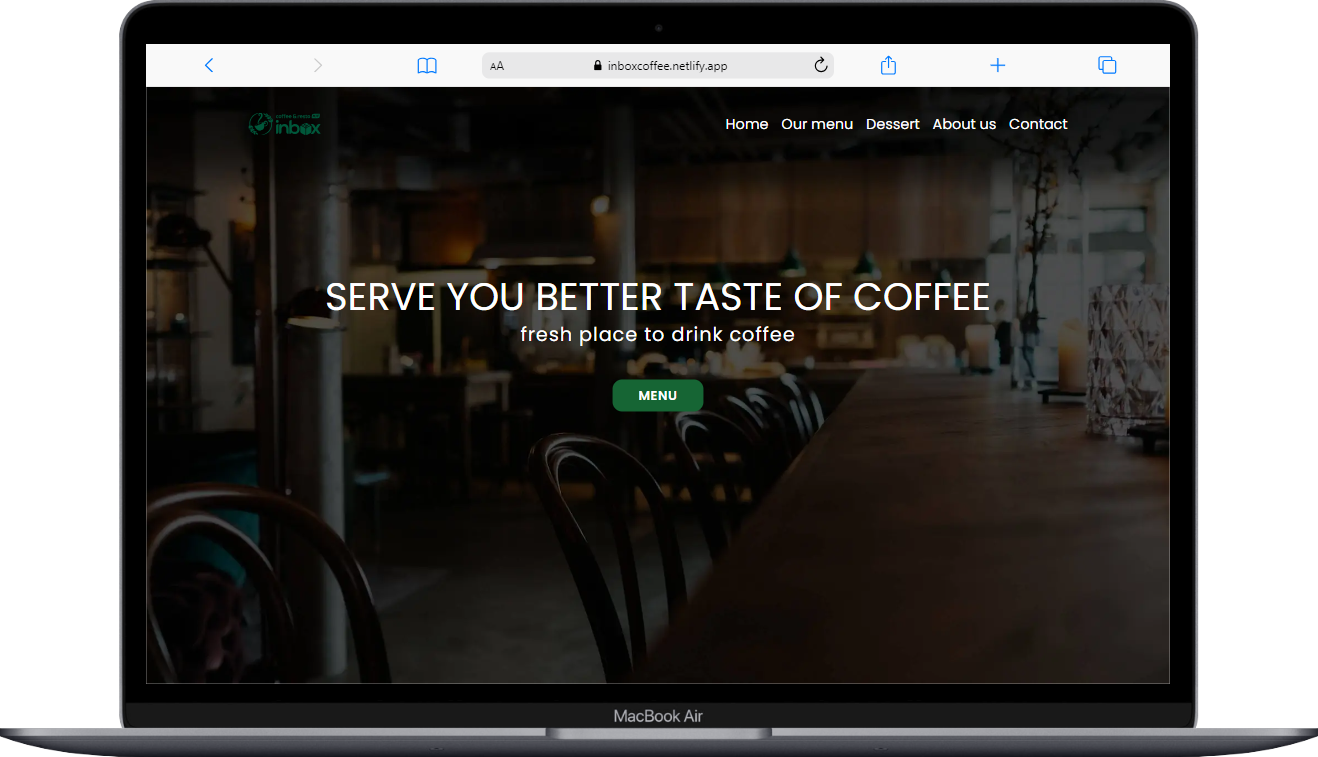 AA
inboxcoffee.netlify.app
inbox
Home Our menu Dessert About us Contact
SERVE YOU BETTER TASTE OF COFFEE
fresh place to drink coffee
MENU
MacBook Air